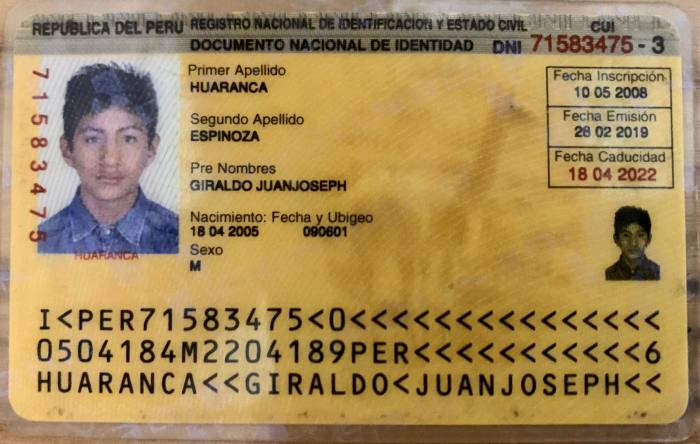 REPUBLICA DEL PERU REGISTRO NACIONAL DE IDENTIFICACION Y ESTADO CIVIL CUI
DOCUMENTO NACIONAL DE IDENTIDAD DNI 71583475 - 3
71583475
Primer Apellido
HUARANCA
Segundo Apellido
ESPINOZA
Pre Nombres
GIRALDO JUANJOSEPH
Nacimiento: Fecha y Ubigeo
18 04 2005 090601
Sexo
M
Fecha Inscripción
10 05 2008
Fecha Emisión
28 02 2019
Fecha Caducidad
18 04 2022
HUARANCA
I<PER71583475<0<<<<<<<<<<<<<<<
0504184M2204189PER<<<<<<<<<<<6
HUARANCA<<GIRALDO<JUANJOSEPH<<